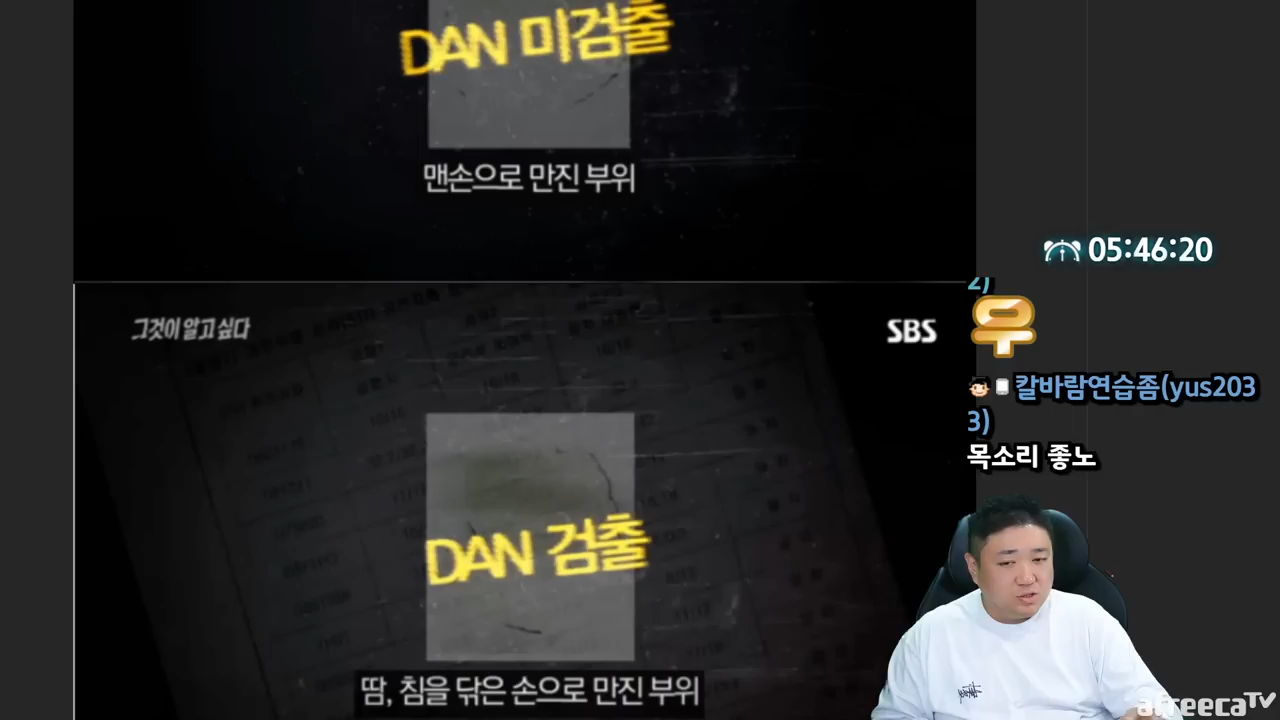 DAN 미검출
맨손으로 만진 부위
05:46:20
2)
우
그것이 알고 싶다
SBS
칼바람연습좀(yus203
3)
목소리 좋노
DAN 검출
땀, 침을 닦은 손으로 만진 부위
afreecaTV